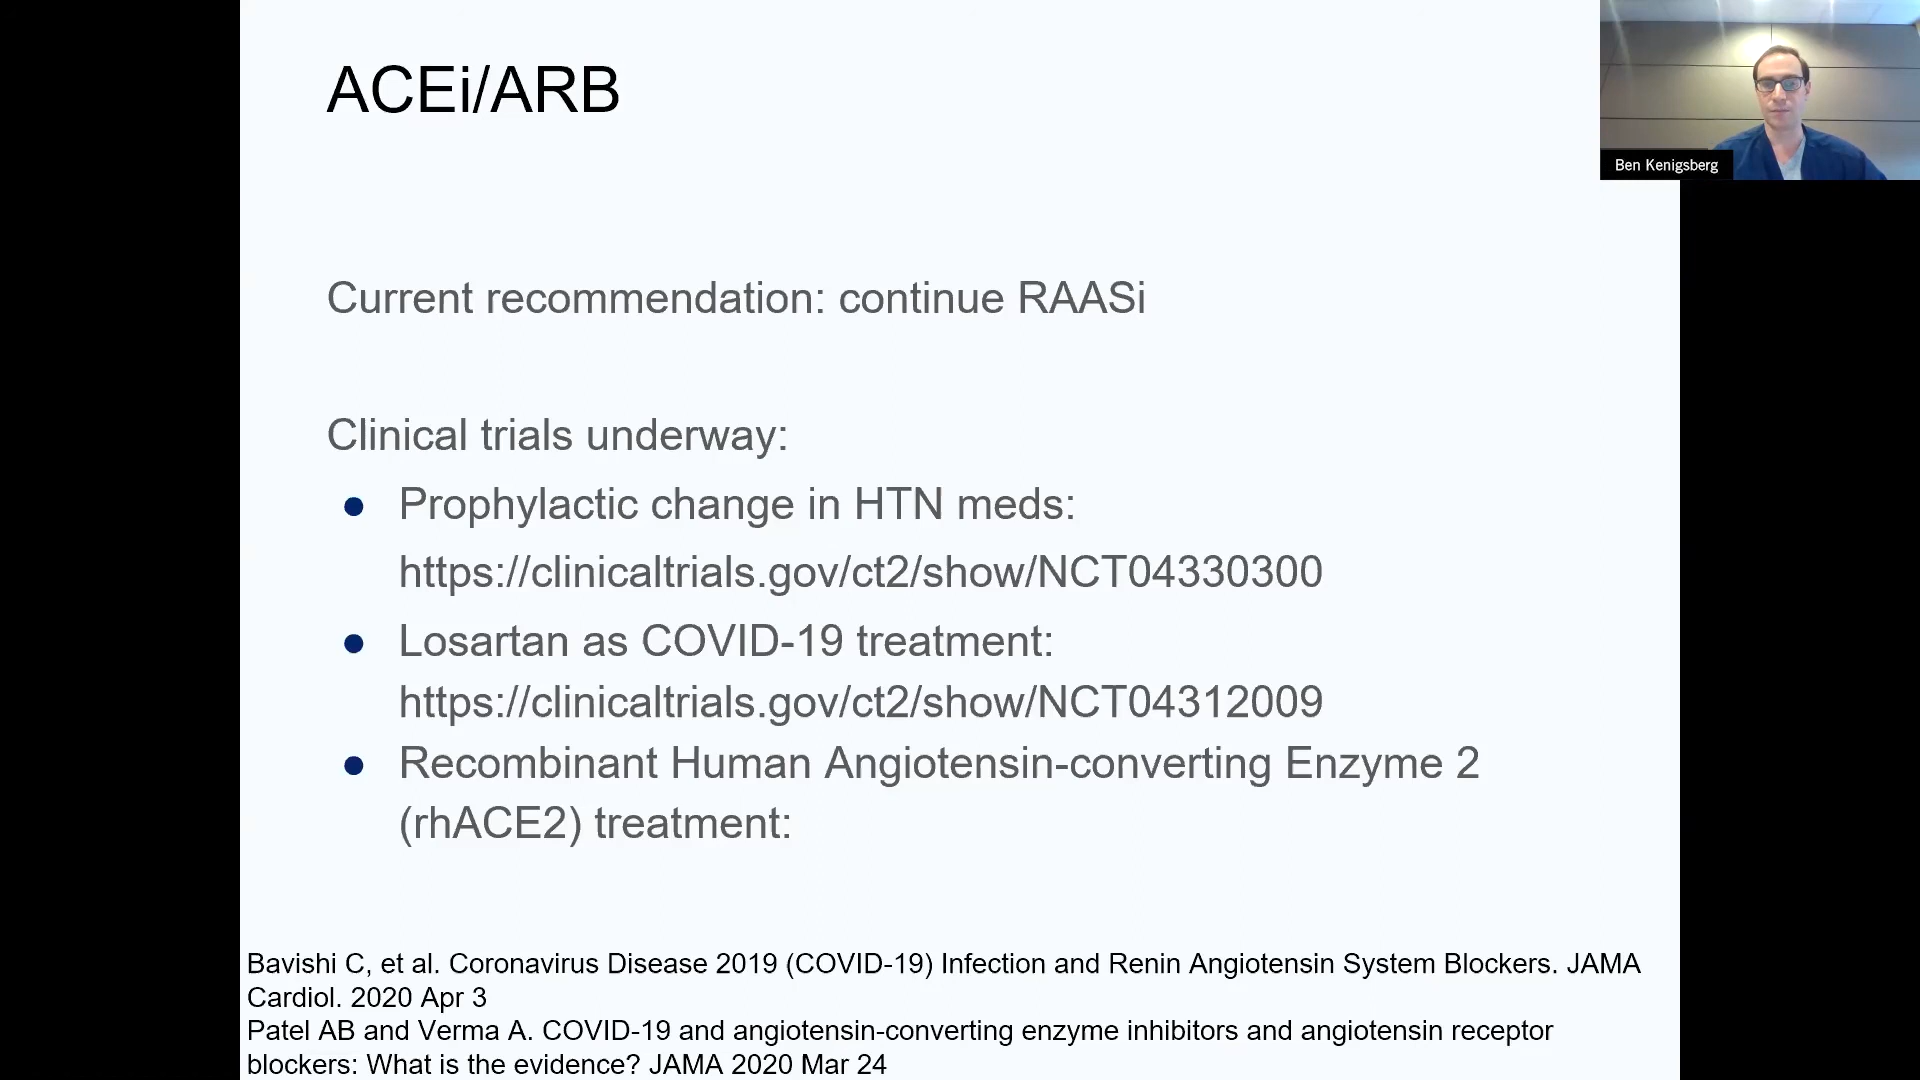 ACEi/ARB
Ben Kenigsberg
Current recommendation: continue RAASi
Clinical trials underway:
● Prophylactic change in HTN meds:
https://clinicaltrials.gov/ct2/show/NCT04330300
● Losartan as COVID-19 treatment:
https://clinicaltrials.gov/ct2/show/NCT04312009
● Recombinant Human Angiotensin-converting Enzyme 2
(rhACE2) treatment:
Bavishi C, et al. Coronavirus Disease 2019 (COVID-19) Infection and Renin Angiotensin System Blockers. JAMA
Cardiol. 2020 Apr 3
Patel AB and Verma A. COVID-19 and angiotensin-converting enzyme inhibitors and angiotensin receptor
blockers: What is the evidence? JAMA 2020 Mar 24